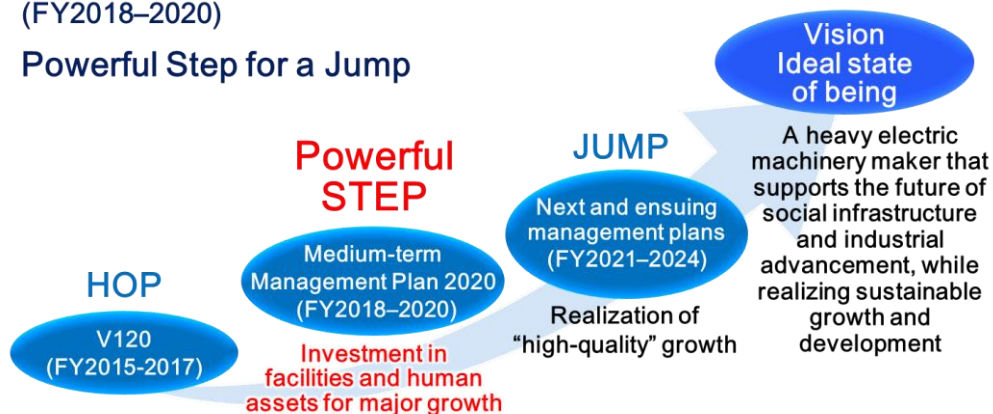 (FY2018–2020)
Powerful Step for a Jump
HOP
V120
(FY2015-2017)
Powerful
STEP
Medium-term
Management Plan 2020
(FY2018–2020)
Investment in
facilities and human
assets for major growth
JUMP
Next and ensuing
management plans
(FY2021–2024)
Realization of
“high-quality” growth
Vision
Ideal state
of being
A heavy electric
machinery maker that
supports the future of
social infrastructure
and industrial
advancement, while
realizing sustainable
growth and
development